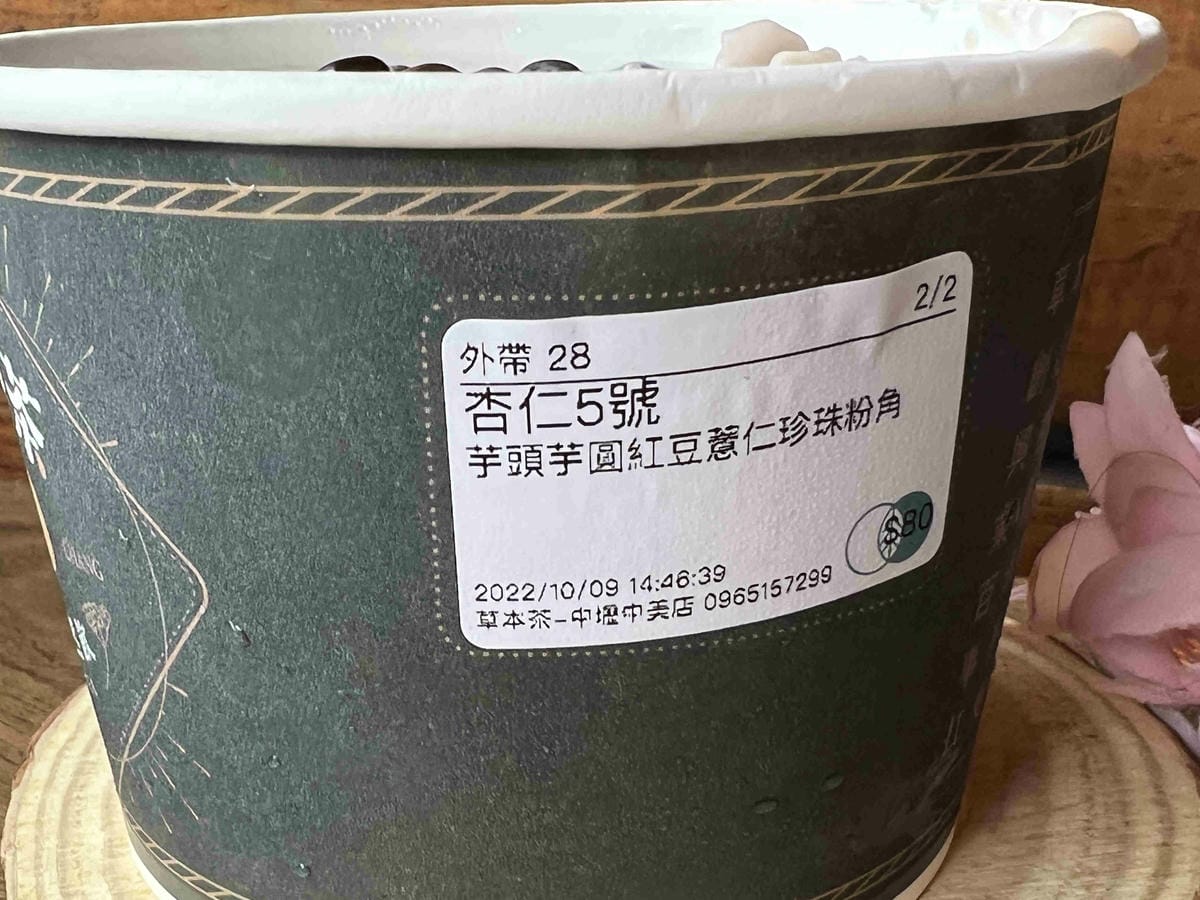 2/2
外帶 28
杏仁5號
芋頭芋圓紅豆薏仁珍珠粉角
$80
2022/10/09 14:46:39
草本茶-中壢中美店 0965157299